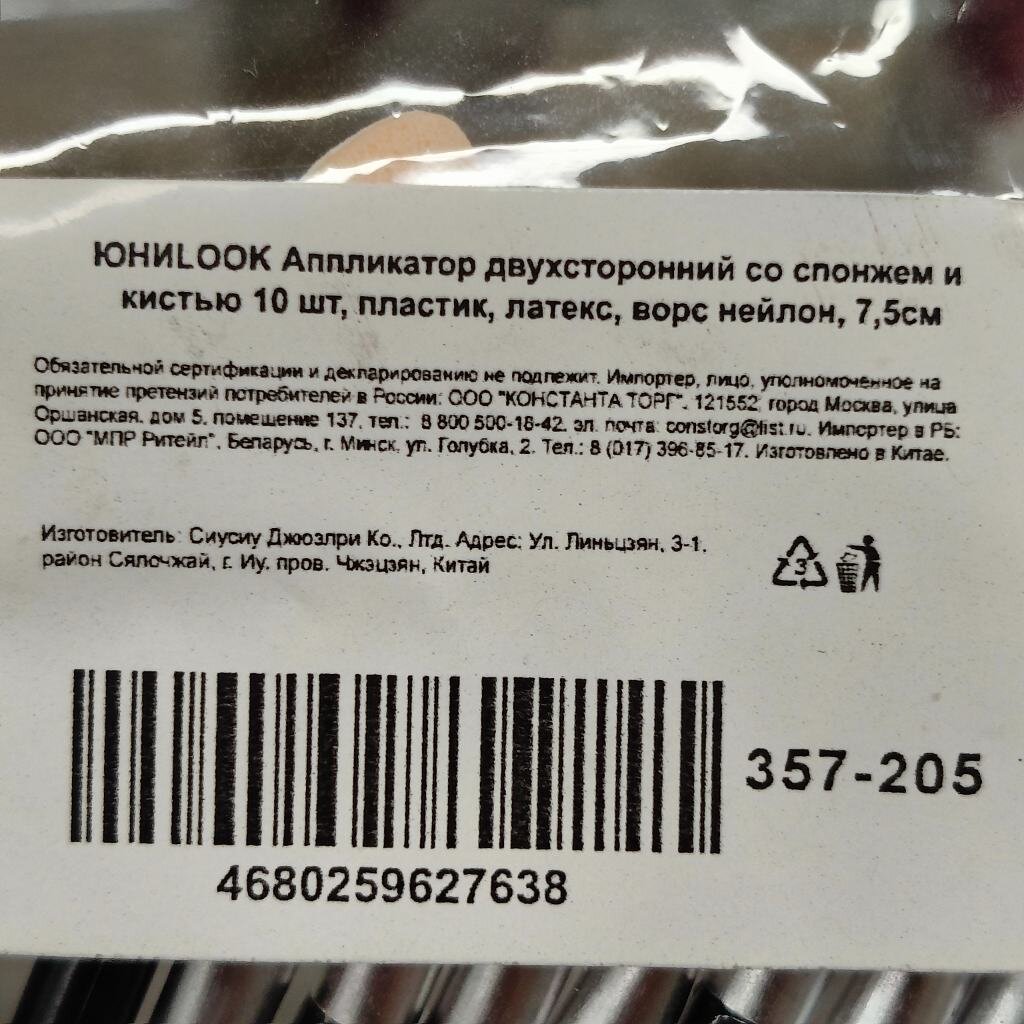 ЮНИLOOK Аппликатор двухсторонний со спонжем и
кистью 10 шт, пластик, латекс, ворс нейлон, 7,5см
Обязательной сертификации и декларированию не подлежит. Импортер, лицо, уполномоченное на
принятие претензий потребителей в России: ООО "КОНСТАНТА ТОРГ", 121552, город Москва, улица
Оршанская, дом 5, помещение 137, тел.: 8 800 500-18-42, эл. почта: constorg@list.ru. Импортер в РБ:
ООО "МПР Ритейл", Беларусь, г. Минск, ул. Голубка, 2. Тел.: 8 (017) 396-85-17. Изготовлено в Китае.
Изготовитель: Сиусиу Джюэлри Ко., Лтд. Адрес: Ул. Линьцзян, 3-1,
район Сялочжай, г. Иу, пров. Чжэцзян, Китай
3
357-205
4680259627638